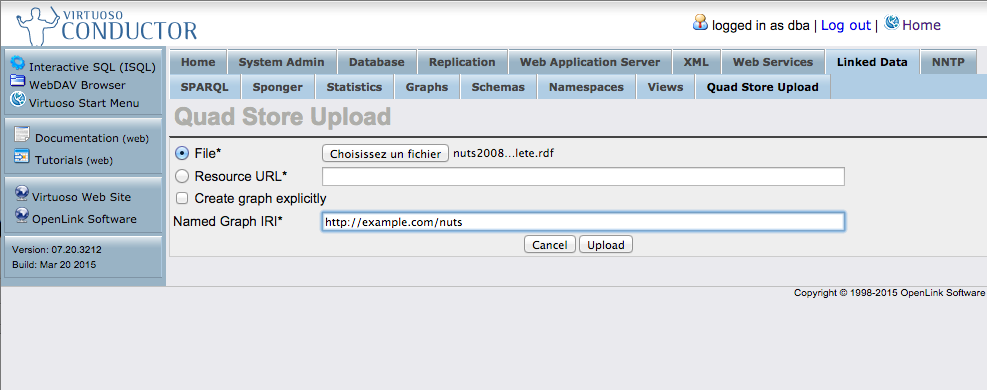 VIRTUOSO
CONDUCTOR
logged in as dba | Log out | Home
Interactive SQL (ISQL)
WebDAV Browser
Virtuoso Start Menu
Documentation (web)
Tutorials (web)
Virtuoso Web Site
OpenLink Software
Version: 07.20.3212
Build: Mar 20 2015
Home System Admin Database Replication Web Application Server XML Web Services Linked Data NNTP
SPARQL Sponger Statistics Graphs Schemas Namespaces Views Quad Store Upload
Quad Store Upload
File* Choisissez un fichier nuts2008...lete.rdf
Resource URL*
Create graph explicitly
Named Graph IRI* http://example.com/nuts
Cancel Upload
Copyright © 1998-2015 OpenLink Software